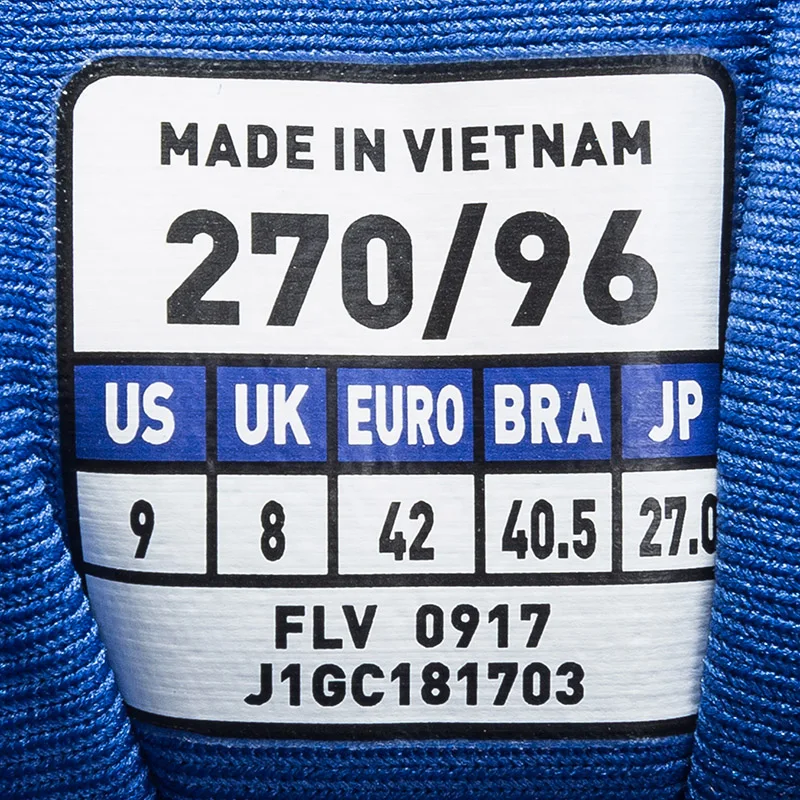 MADE IN VIETNAM
270/96
US UK EURO BRA JP
9 8 42 40.5 27.0
FLV 0917
J1GC181703